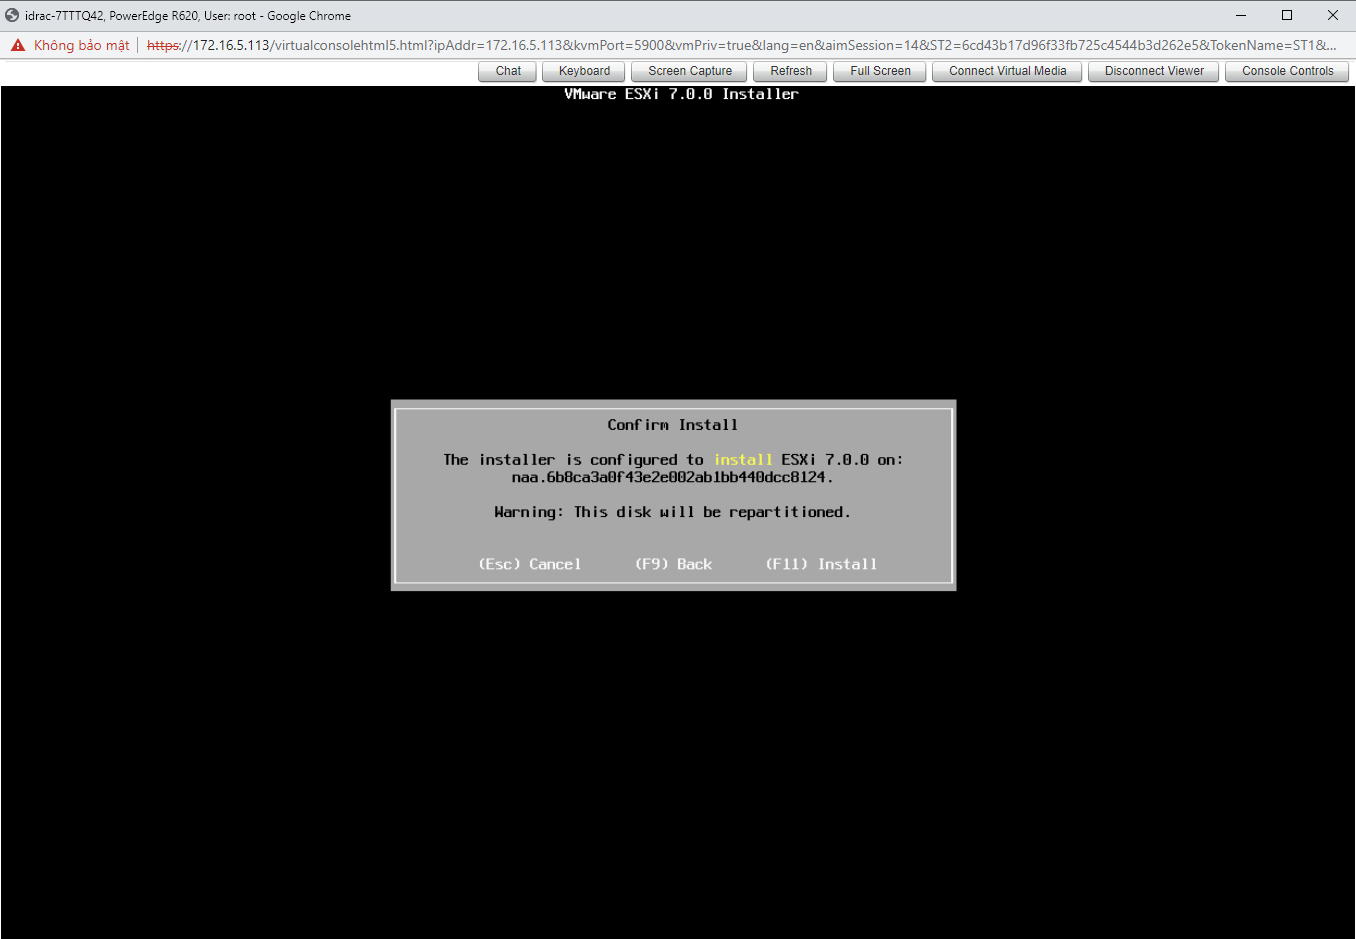 idrac-7TTTQ42, PowerEdge R620, User: root - Google Chrome
Không bảo mật https://172.16.5.113/virtualconsolehtml5.html?ipAddr=172.16.5.113&kvmPort=5900&vmPriv=true&lang=en&aimSession=14&ST2=6cd43b17d96f33fb725c4544b3d262e5&TokenName=ST1&...
Chat Keyboard Screen Capture Refresh Full Screen Connect Virtual Media Disconnect Viewer Console Controls
VMware ESXi 7.0.0 Installer
Confirm Install
The installer is configured to install ESXi 7.0.0 on:
naa.6b8ca3a0f43e2e002ab1bb440dcc8124.
Warning: This disk will be repartitioned.
(Esc) Cancel (F9) Back (F11) Install